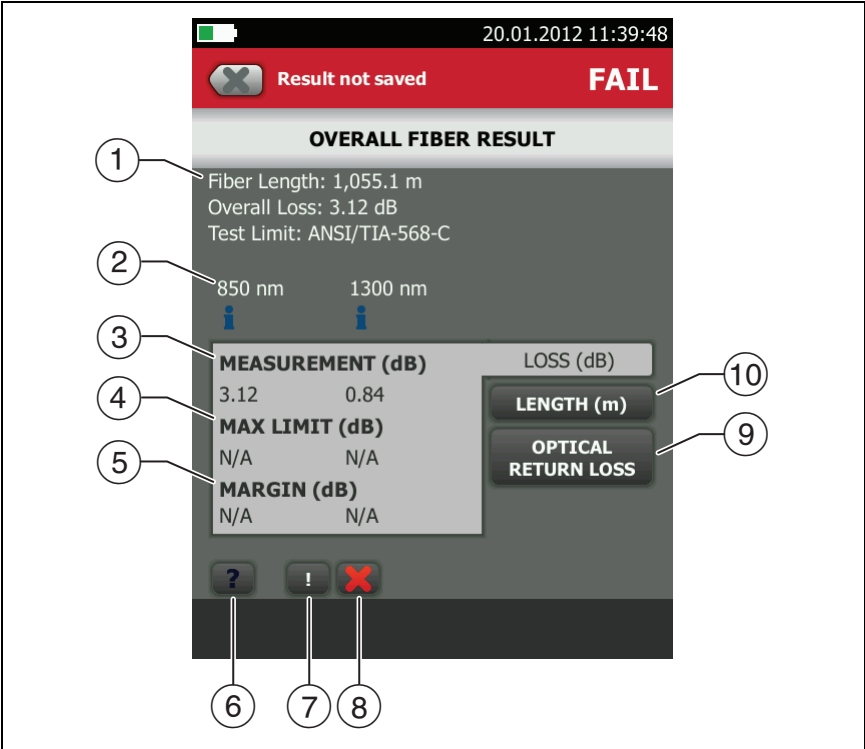 20.01.2012 11:39:48
Result not saved FAIL
OVERALL FIBER RESULT
1
Fiber Length: 1,055.1 m
Overall Loss: 3.12 dB
Test Limit: ANSI/TIA-568-C
2
850 nm 1300 nm
i i
3
MEASUREMENT (dB) LOSS (dB)
10
3.12 0.84 LENGTH (m)
4
MAX LIMIT (dB)
9
N/A N/A OPTICAL
RETURN LOSS
5
MARGIN (dB)
N/A N/A
? !
6 7 8